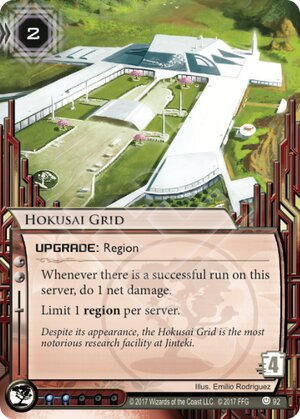 2
HOKUSAI GRID
UPGRADE: Region
Whenever there is a successful run on this
server, do 1 net damage.
Limit 1 region per server.
Despite its appearance, the Hokusai Grid is the most
notorious research facility at Jinteki.
4
Illus. Emilio Rodriguez
© 2017 Wizards of the Coast LLC. © 2017 FFG
92